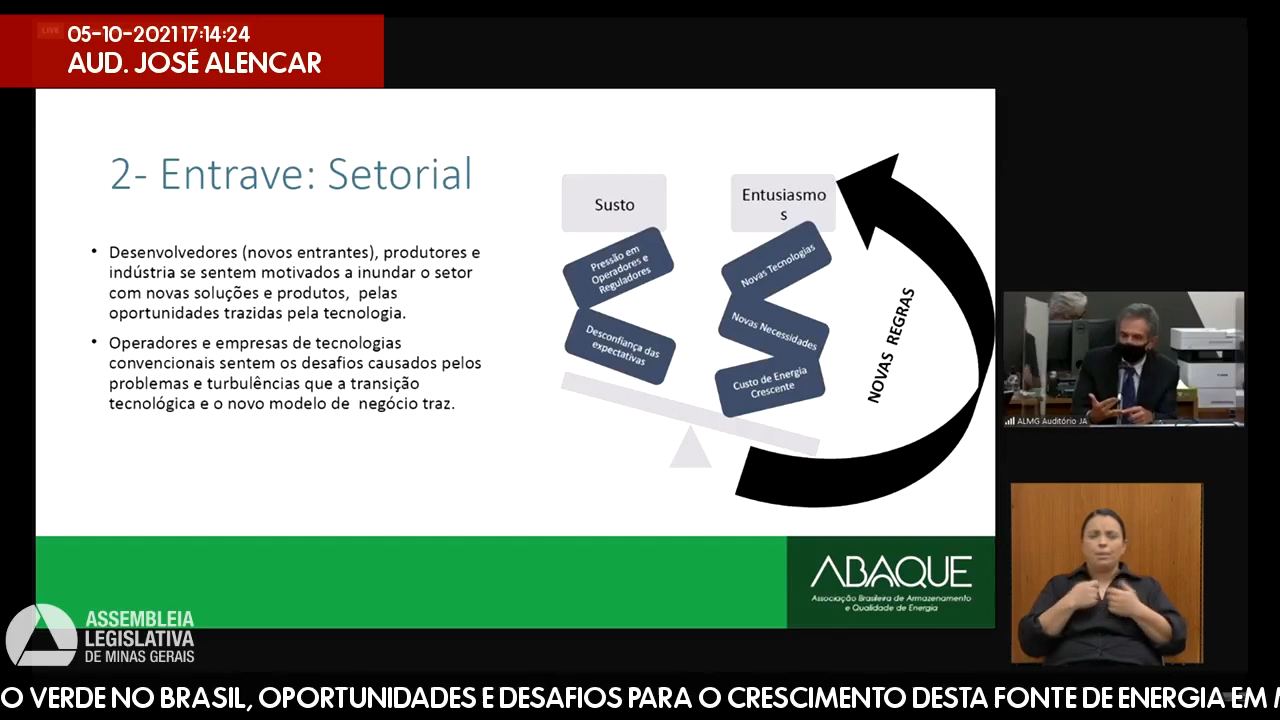 LIVE
05-10-2021 17:14:24
AUD. JOSÉ ALENCAR
2- Entrave: Setorial
• Desenvolvedores (novos entrantes), produtores e
indústria se sentem motivados a inundar o setor
com novas soluções e produtos, pelas
oportunidades trazidas pela tecnologia.
• Operadores e empresas de tecnologias
convencionais sentem os desafios causados pelos
problemas e turbulências que a transição
tecnológica e o novo modelo de negócio traz.
Susto
Pressão em
Operadores e
Reguladores
Desconfiança das
expectativas
Entusiasmo
s
Novas Tecnologias
Novas Necessidades
Custo de Energia
Crescente
NOVAS REGRAS
ALMG Auditório JA
ABAQUE
Associação Brasileira de Armazenamento
e Qualidade de Energia
ASSEMBLEIA
LEGISLATIVA
DE MINAS GERAIS
O VERDE NO BRASIL, OPORTUNIDADES E DESAFIOS PARA O CRESCIMENTO DESTA FONTE DE ENERGIA EM